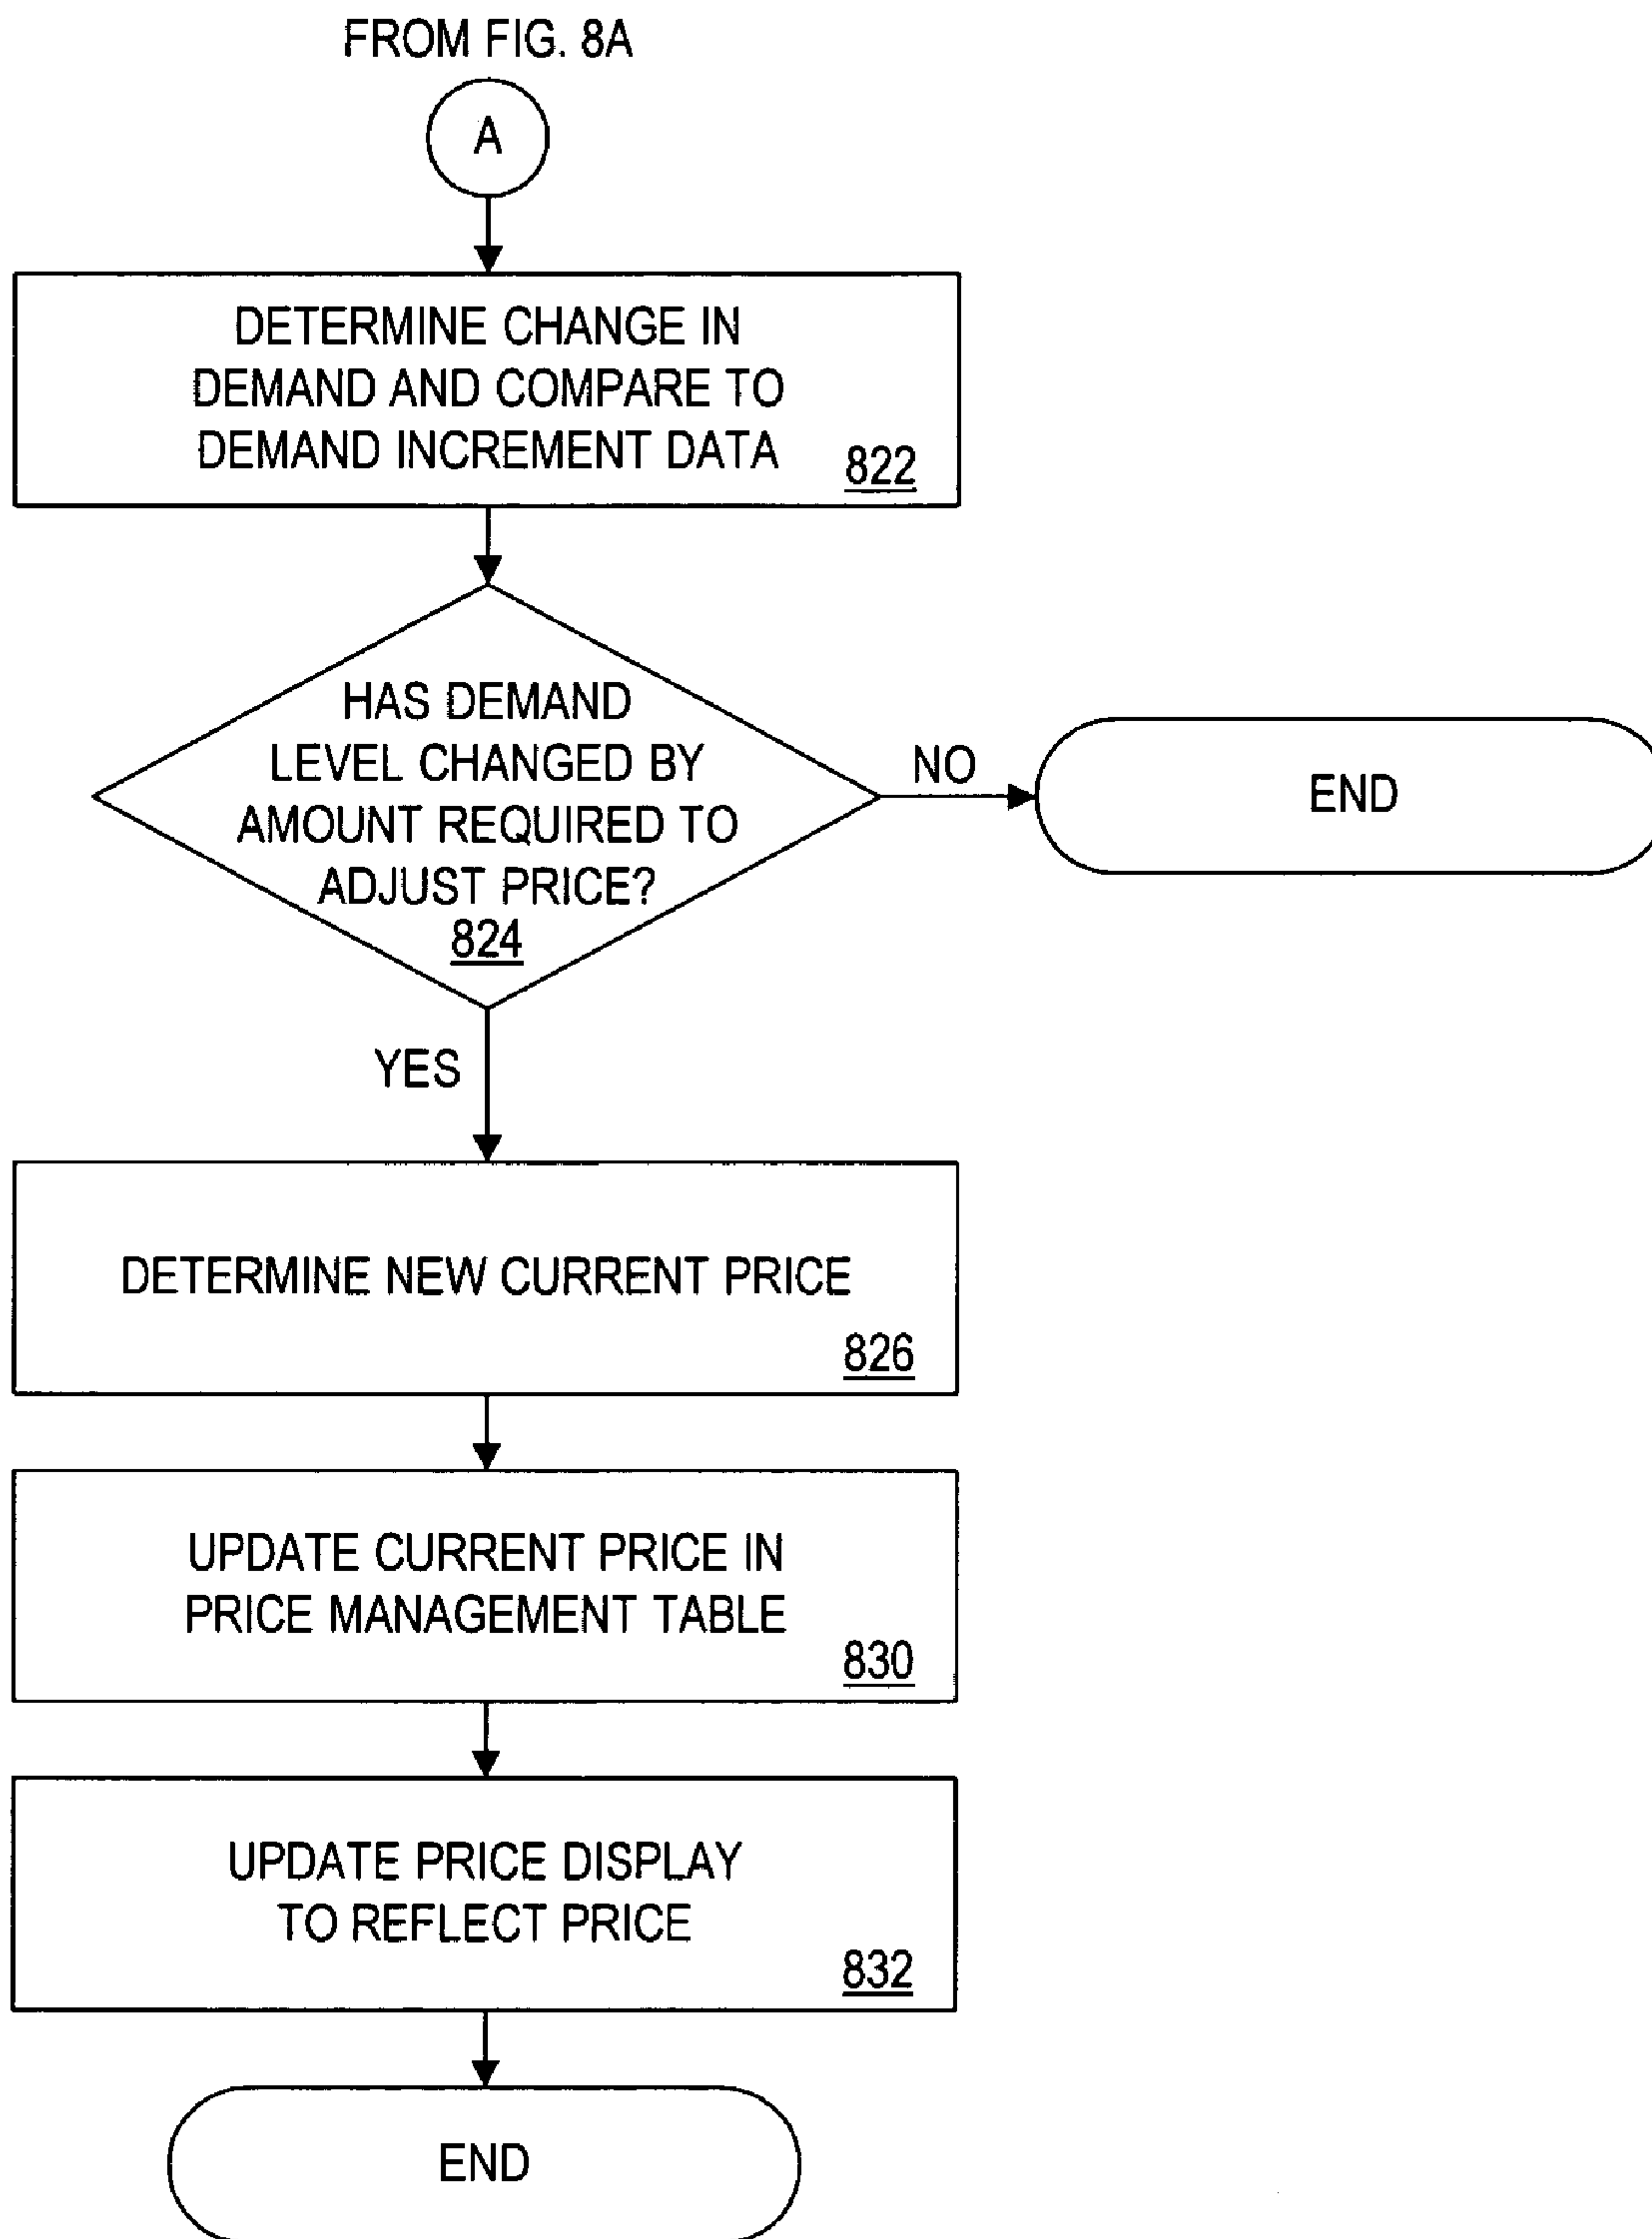 FROM FIG. 8A
A
DETERMINE CHANGE IN
DEMAND AND COMPARE TO
DEMAND INCREMENT DATA
822
HAS DEMAND
LEVEL CHANGED BY
AMOUNT REQUIRED TO
ADJUST PRICE?
824
NO
END
YES
DETERMINE NEW CURRENT PRICE
826
UPDATE CURRENT PRICE IN
PRICE MANAGEMENT TABLE
830
UPDATE PRICE DISPLAY
TO REFLECT PRICE
832
END